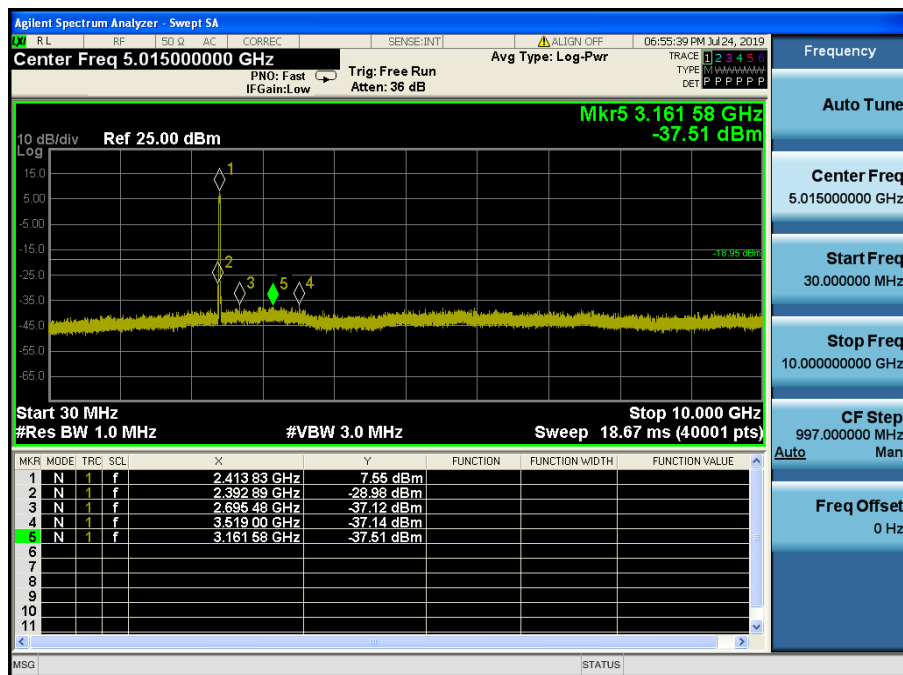 Agilent Spectrum Analyzer - Swept SA
LXI RL RF 50 Ω AC CORREC SENSE:INT ALIGN OFF 06:55:39 PM Jul 24, 2019
Center Freq 5.015000000 GHz
PNO: Fast
IFGain:Low
Trig: Free Run
Atten: 36 dB
Avg Type: Log-Pwr
TRACE 1 2 3 4 5 6
TYPE M W W W W W
DET P P P P P P
Mkr5 3.161 58 GHz
-37.51 dBm
10 dB/div Ref 25.00 dBm
Log
15.0
5.00
-5.00
-15.0
-25.0
-35.0
-45.0
-55.0
-65.0
1
2
3
5
4
-18.95 dBm
Start 30 MHz
Stop 10.000 GHz
#Res BW 1.0 MHz
#VBW 3.0 MHz
Sweep 18.67 ms (40001 pts)
MKR MODE TRC SCL X Y FUNCTION FUNCTION WIDTH FUNCTION VALUE
1 N 1 f 2.413 83 GHz 7.55 dBm
2 N 1 f 2.392 89 GHz -28.98 dBm
3 N 1 f 2.695 48 GHz -37.12 dBm
4 N 1 f 3.519 00 GHz -37.14 dBm
5 N 1 f 3.161 58 GHz -37.51 dBm
6
7
8
9
10
11
MSG
STATUS
Frequency
Auto Tune
Center Freq
5.015000000 GHz
Start Freq
30.000000 MHz
Stop Freq
10.000000000 GHz
CF Step
997.000000 MHz
Auto Man
Freq Offset
0 Hz